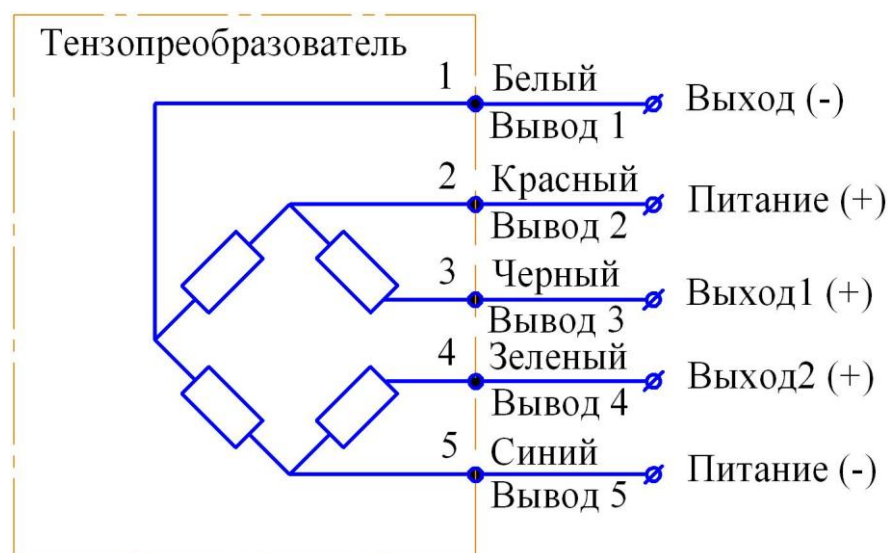 Тензопреобразователь
1 Белый Выход (-)
Вывод 1
2 Красный Питание (+)
Вывод 2
3 Черный Выход1 (+)
Вывод 3
4 Зеленый Выход2 (+)
Вывод 4
5 Синий Питание (-)
Вывод 5